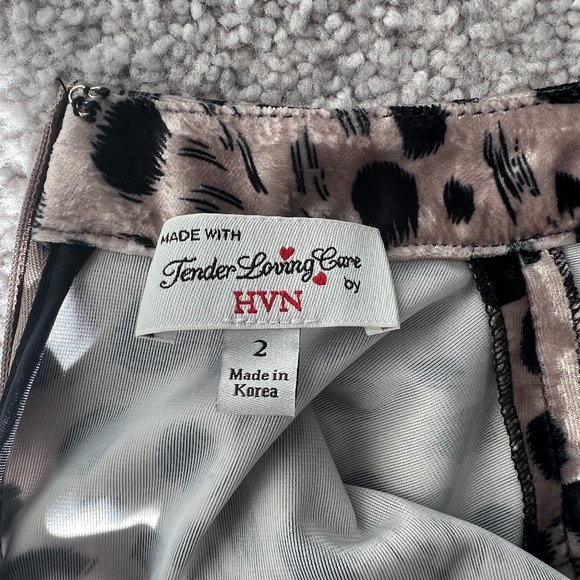 MADE WITH
Tender Loving Care
by
HVN
2
Made in
Korea